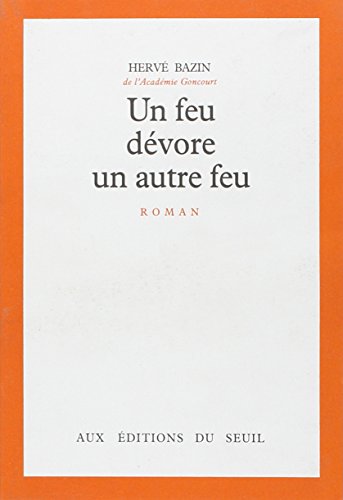 HERVÉ BAZIN
de l'Académie Goncourt
Un feu
dévore
un autre feu
ROMAN
AUX ÉDITIONS DU SEUIL